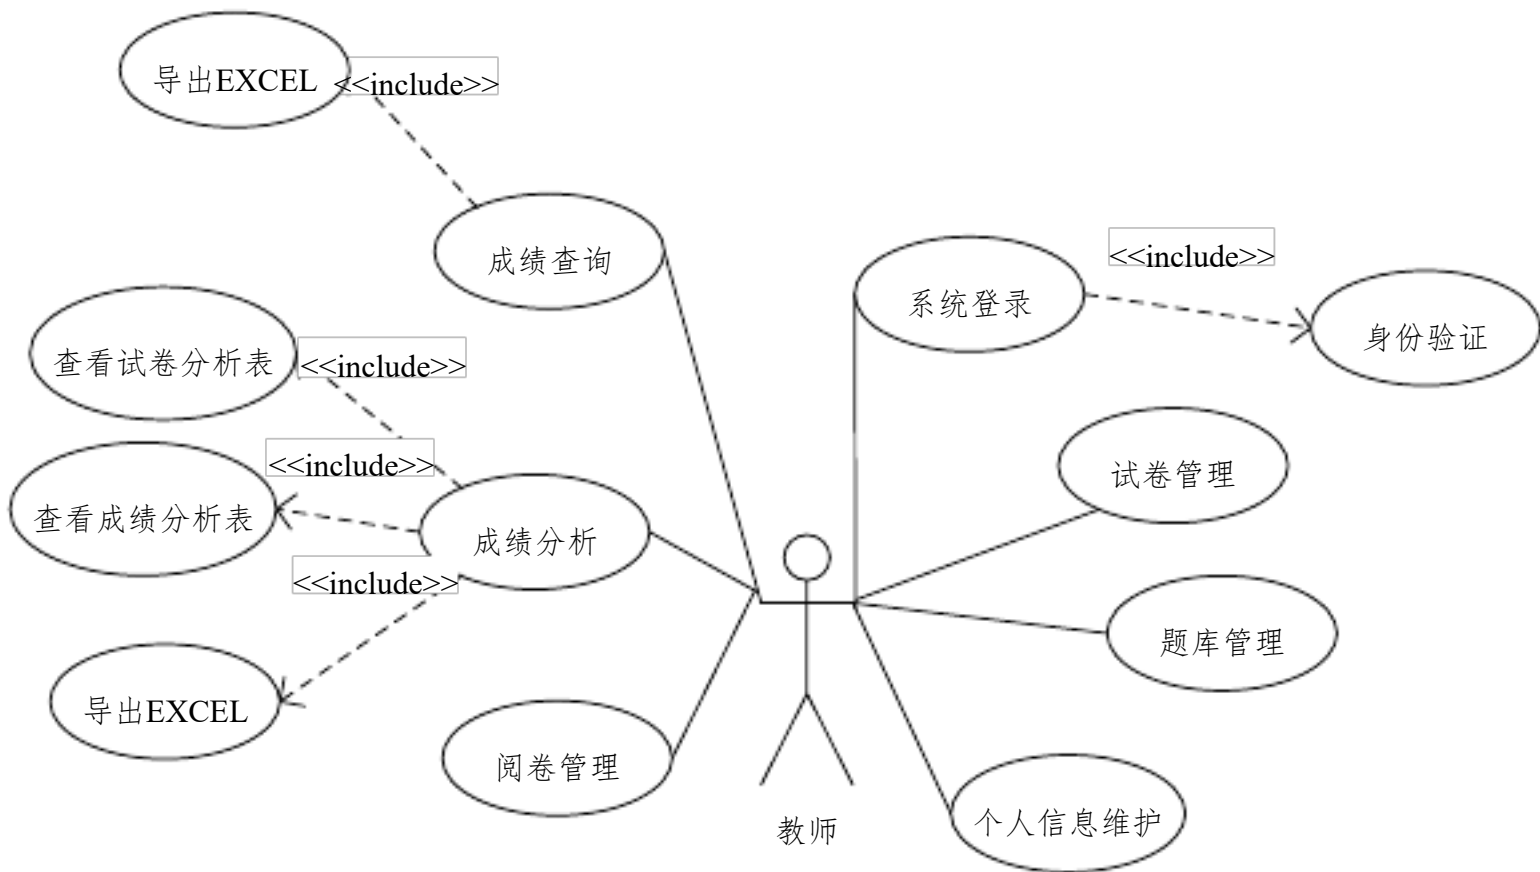 导出EXCEL
<<include>>
成绩查询
<<include>>
系统登录
身份验证
查看试卷分析表
<<include>>
<<include>>
试卷管理
查看成绩分析表
成绩分析
<<include>>
题库管理
导出EXCEL
阅卷管理
教师
个人信息维护